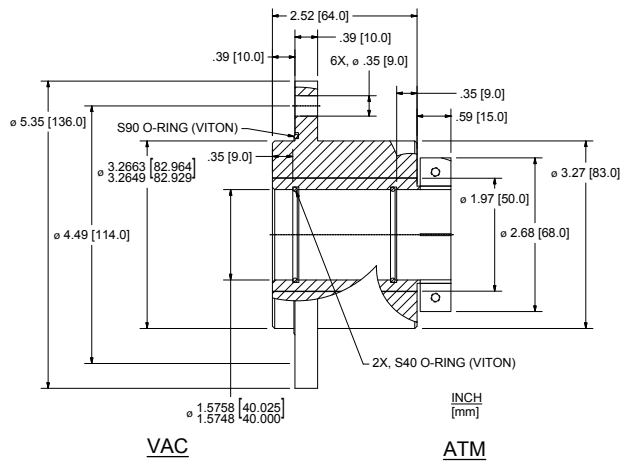 2.52 [64.0]
.39 [10.0]
.39 [10.0]
6X, ø .35 [9.0]
.35 [9.0]
.59 [15.0]
ø 5.35 [136.0]
S90 O-RING (VITON)
.35 [9.0]
ø 3.2663 [82.964]
3.2649 [82.929]
ø 3.27 [83.0]
ø 1.97 [50.0]
ø 2.68 [68.0]
ø 4.49 [114.0]
2X, S40 O-RING (VITON)
ø 1.5758 [40.025]
1.5748 [40.000]
INCH
[mm]
VAC
ATM